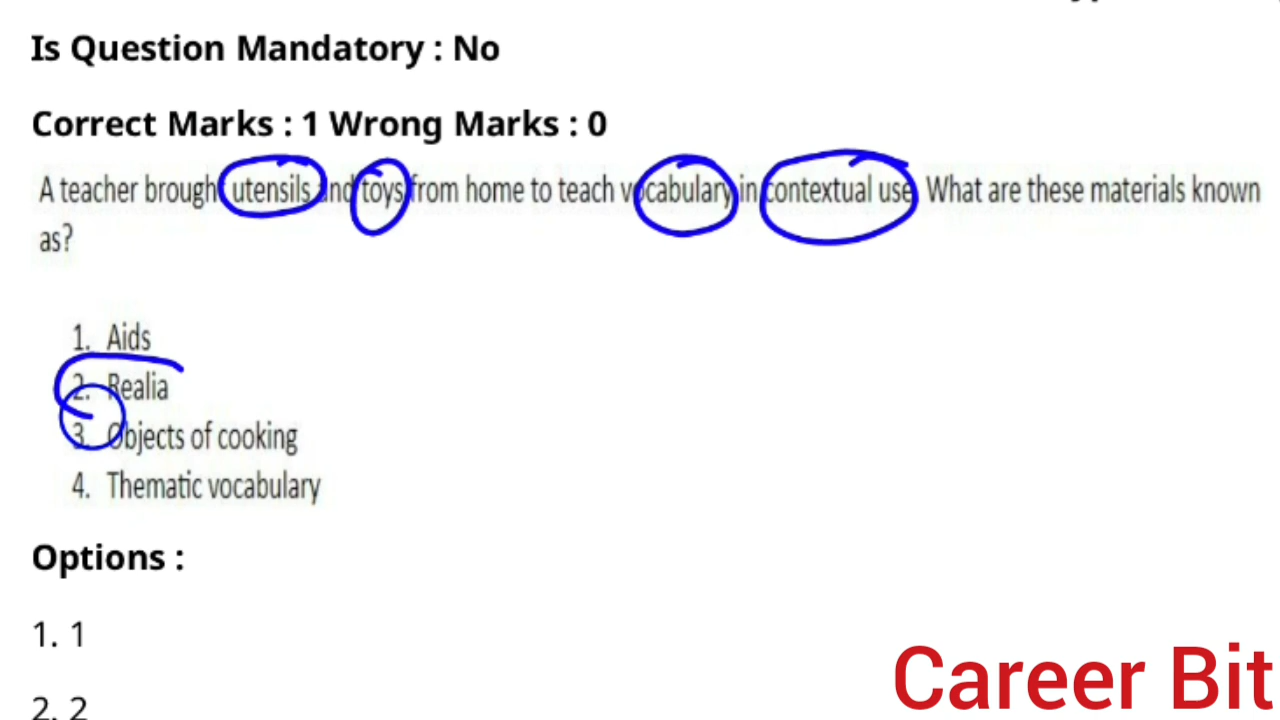 Is Question Mandatory : No
Correct Marks : 1 Wrong Marks : 0
A teacher brough utensils and toys from home to teach vocabulary in contextual use. What are these materials known
as?
1. Aids
2. Realia
3. Objects of cooking
4. Thematic vocabulary
Options :
1. 1
Career Bit
2. 2